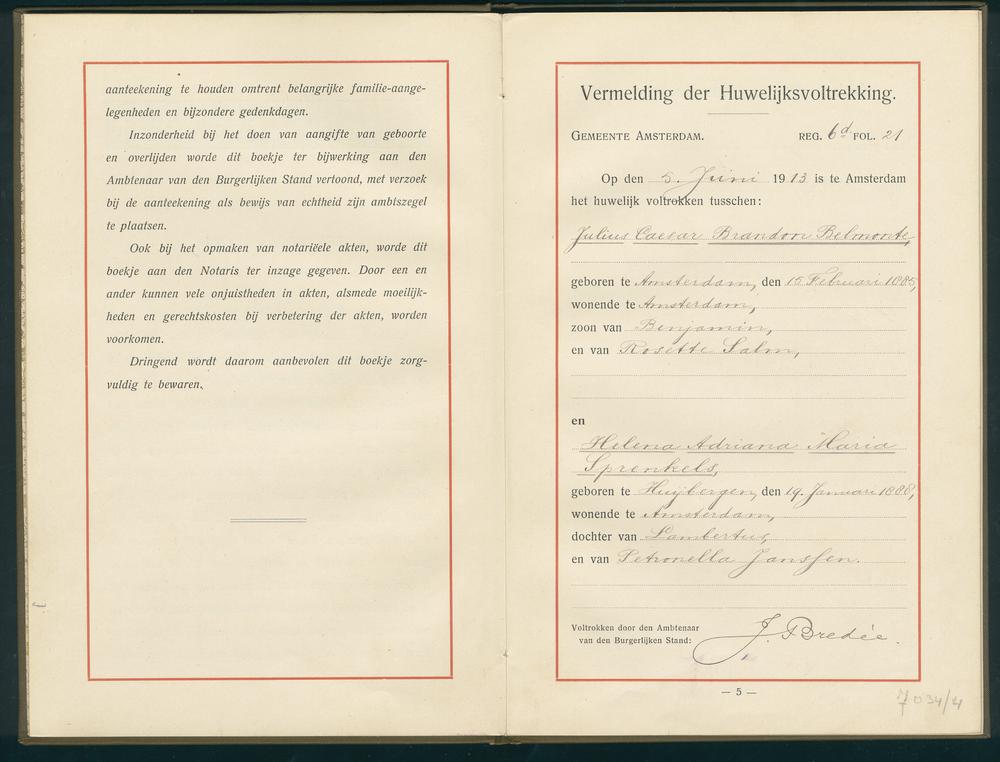 aanteekening te houden omtrent belangrijke familie-aange-
legenheden en bijzondere gedenkdagen.
Inzonderheid bij het doen van aangifte van geboorte
en overlijden worde dit boekje ter bijwerking aan den
Ambtenaar van den Burgerlijken Stand vertoond, met verzoek
bij de aanteekening als bewijs van echtheid zijn ambtszegel
te plaatsen.
Ook bij het opmaken van notariëele akten, worde dit
boekje aan den Notaris ter inzage gegeven. Door een en
ander kunnen vele onjuistheden in akten, alsmede moeilijk-
heden en gerechtskosten bij verbetering der akten, worden
voorkomen.
Dringend wordt daarom aanbevolen dit boekje zorg-
vuldig te bewaren.
Vermelding der Huwelijksvoltrekking.
GEMEENTE AMSTERDAM. REG. 6d FOL. 21
Op den 5. Juni 1913 is te Amsterdam
het huwelijk voltrokken tusschen:
Julius Caesar Brandon Belmonte,
geboren te Amsterdam, den 15 Februari 1885,
wonende te Amsterdam,
zoon van Benjamin,
en van Rosette Salm,
en
Helena Adriana Maria
Sprenkels,
geboren te Huijbergen, den 19. Januari 1888,
wonende te Amsterdam,
dochter van Lambertus,
en van Petronella Janssen.
Voltrokken door den Ambtenaar
van den Burgerlijken Stand: J. Bredée.
— 5 —
7034/4